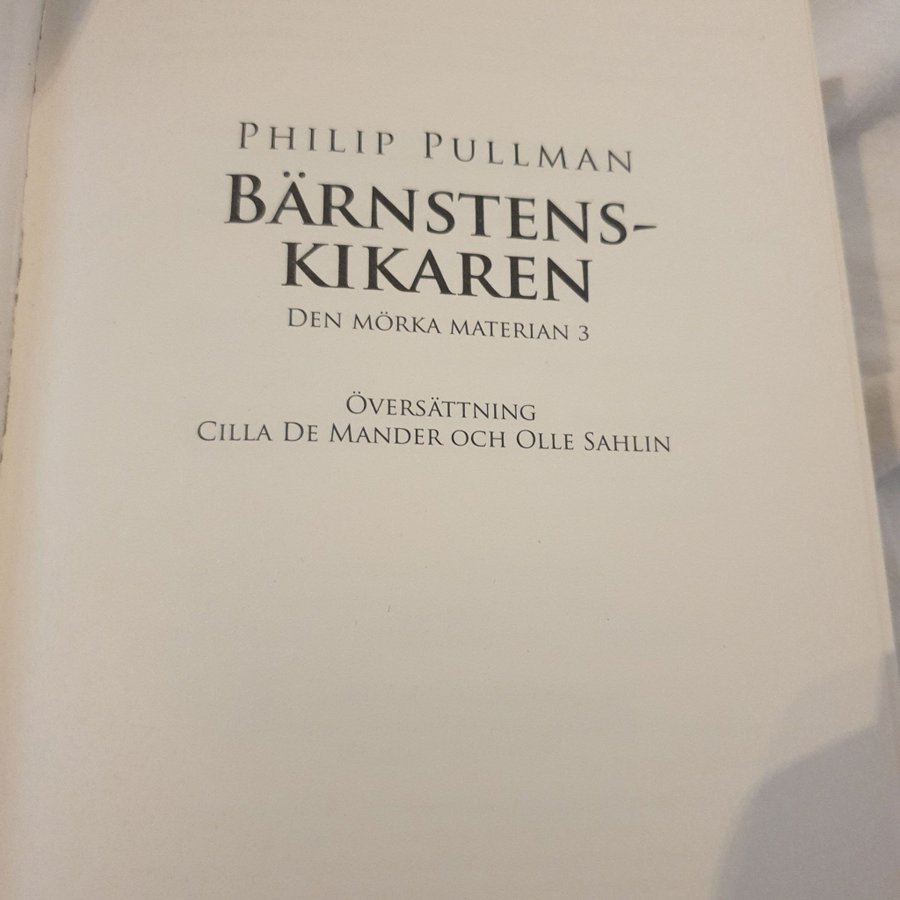 PHILIP PULLMAN
BÄRNSTENS-
KIKAREN
DEN MÖRKA MATERIAN 3
ÖVERSÄTTNING
CILLA DE MANDER OCH OLLE SAHLIN